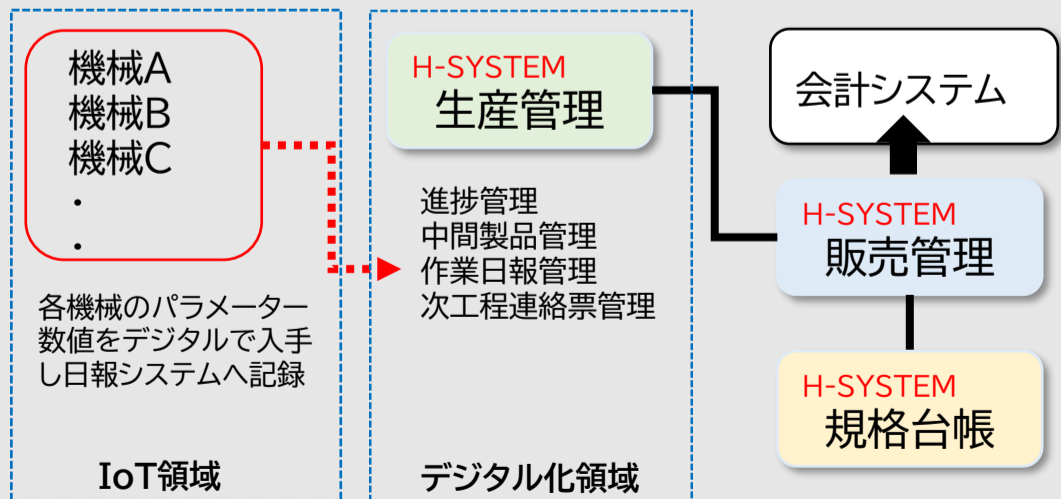 機械A
機械B
機械C
・
・
各機械のパラメーター
数値をデジタルで入手
し日報システムへ記録
IoT領域
H-SYSTEM
生産管理
進捗管理
中間製品管理
作業日報管理
次工程連絡票管理
デジタル化領域
会計システム
H-SYSTEM
販売管理
H-SYSTEM
規格台帳